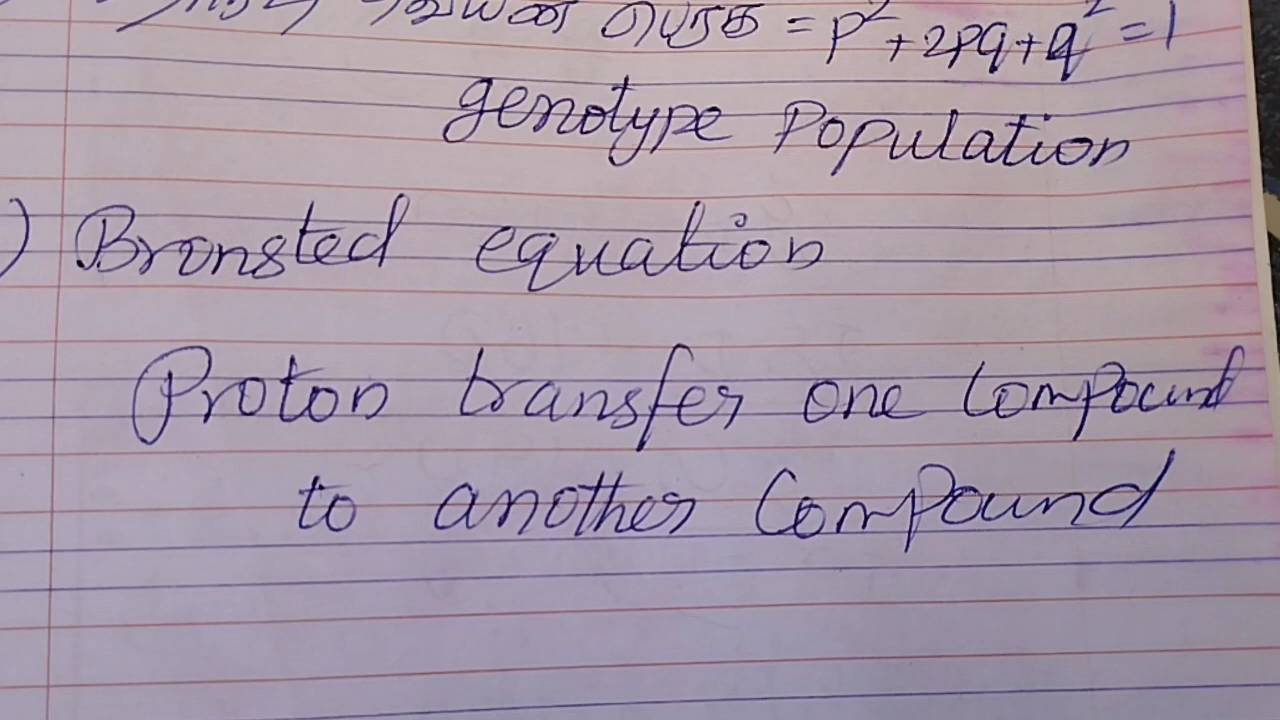 = p² + 2pq + q² = 1
genotype Population
) Bronsted equation
Proton transfer one Compound
to another Compound